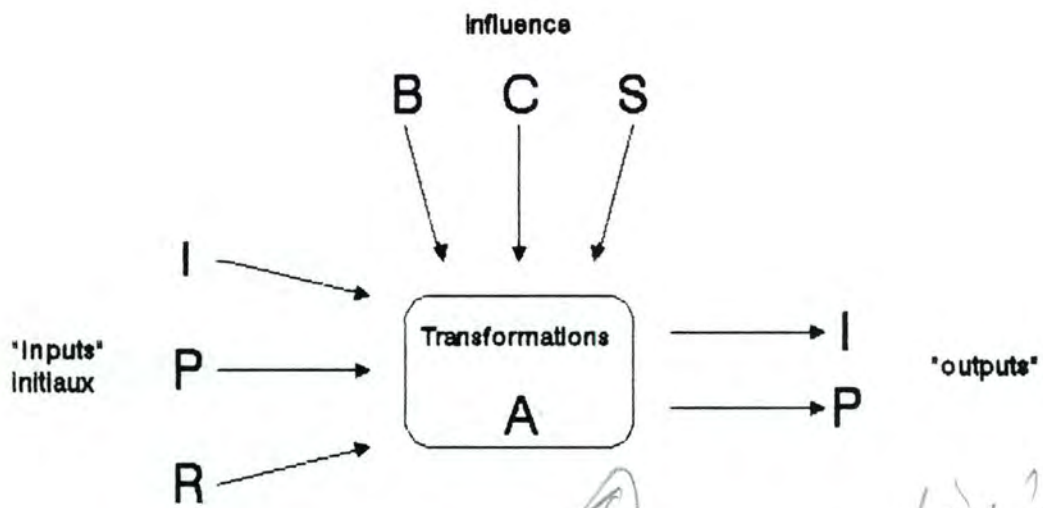 Influence
B C S
I
"Inputs"
initiaux
P
R
Transformations
A
I
P
"outputs"